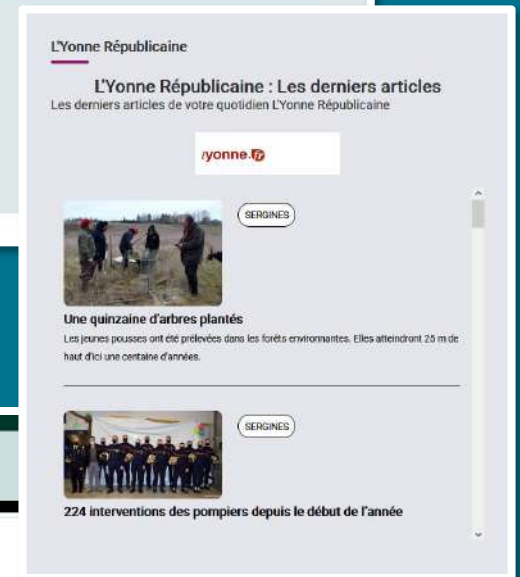 L'Yonne Républicaine
L'Yonne Républicaine : Les derniers articles
Les derniers articles de votre quotidien L'Yonne Républicaine
lyonne.fr
SERGINES
Une quinzaine d'arbres plantés
Les jeunes pousses ont été prélevées dans les forêts environnantes. Elles atteindront 25 m de
haut d'ici une centaine d'années.
SERGINES
224 interventions des pompiers depuis le début de l'année